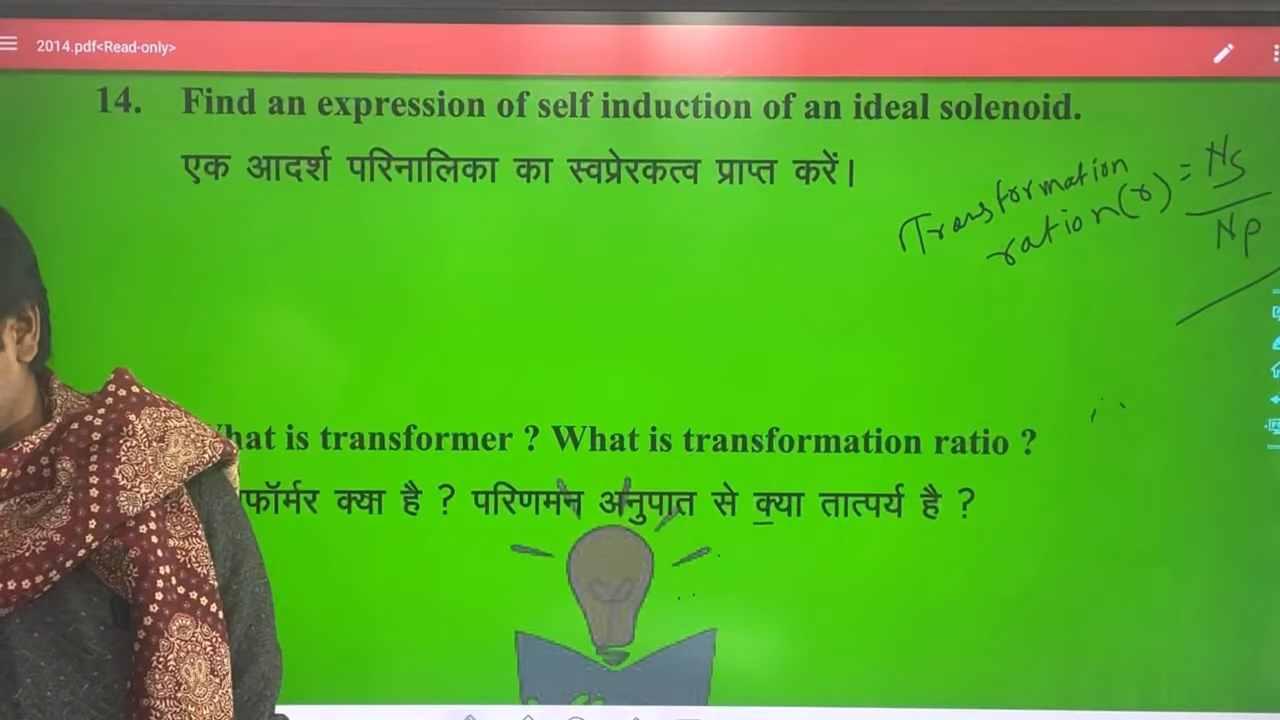 2014.pdf<Read-only>
14. Find an expression of self induction of an ideal solenoid.
एक आदर्श परिनालिका का स्वप्रेरकत्व प्राप्त करें।
Transformation
ration(r) = Ns
Np
hat is transformer ? What is transformation ratio ?
फॉर्मर क्या है ? परिणमन अनुपात से क्या तात्पर्य है ?